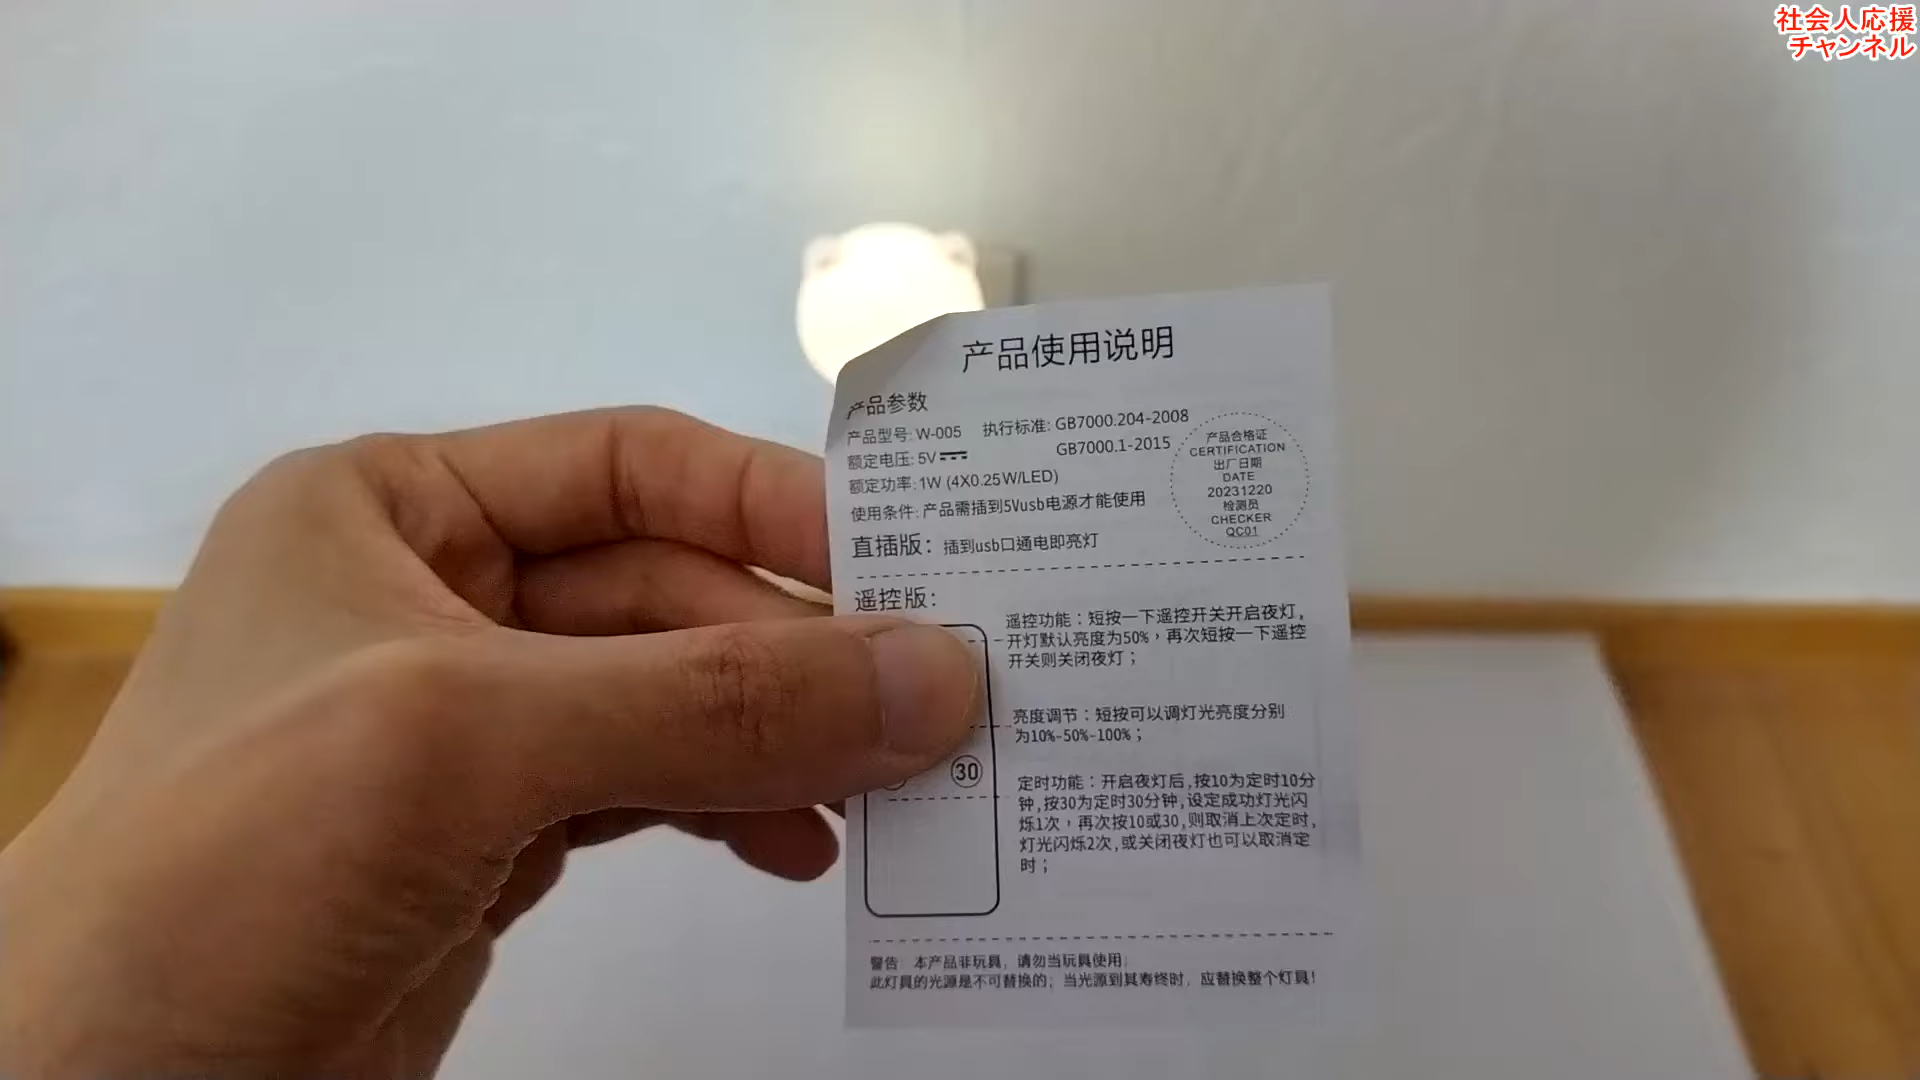 社会人応援
チャンネル
产品使用说明
产品参数
产品型号: W-005 执行标准: GB7000.204-2008
GB7000.1-2015
额定电压: 5V
额定功率: 1W (4X0.25W/LED)
使用条件: 产品需插到5Vusb电源才能使用
产品合格证
CERTIFICATION
出厂日期
DATE
20231220
检测员
CHECKER
QC01
直插版: 插到usb口通电即亮灯
遥控版:
遥控功能：短按一下遥控开关开启夜灯,
开灯默认亮度为50%，再次短按一下遥控
开关则关闭夜灯；
亮度调节：短按可以调灯光亮度分别
为10%-50%-100%；
30
定时功能：开启夜灯后,按10为定时10分
钟,按30为定时30分钟,设定成功灯光闪
烁1次，再次按10或30,则取消上次定时,
灯光闪烁2次,或关闭夜灯也可以取消定
时；
警告: 本产品非玩具, 请勿当玩具使用;
此灯具的光源是不可替换的; 当光源到其寿终时, 应替换整个灯具!